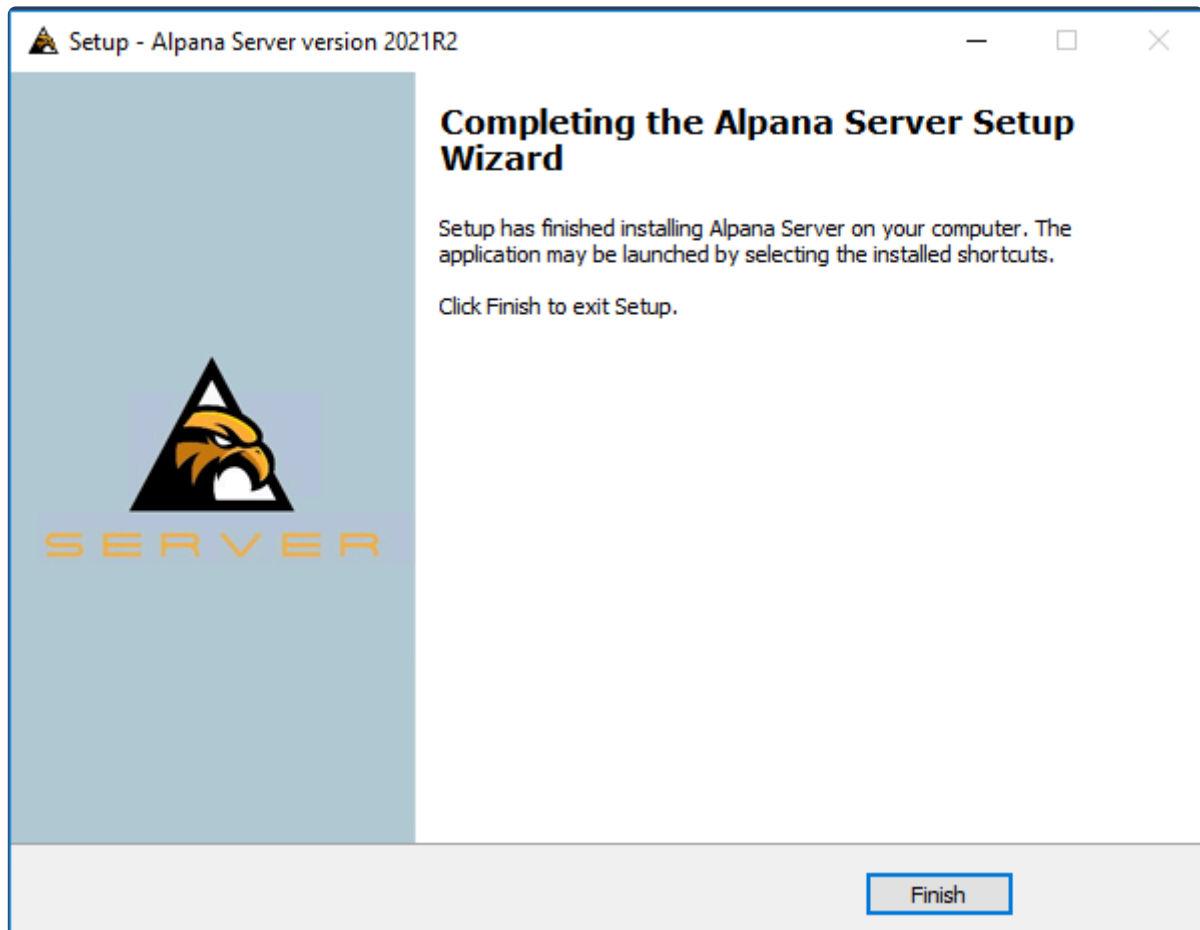 Setup - Alpana Server version 2021R2
Completing the Alpana Server Setup
Wizard
Setup has finished installing Alpana Server on your computer. The
application may be launched by selecting the installed shortcuts.
Click Finish to exit Setup.
SERVER
Finish